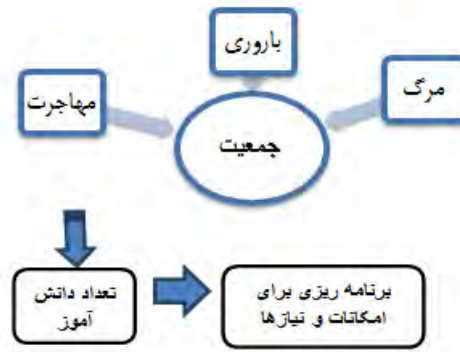 باروری
مرگ
مهاجرت
جمعیت
تعداد دانش
آموز
برنامه ریزی برای
امکانات و نیازها